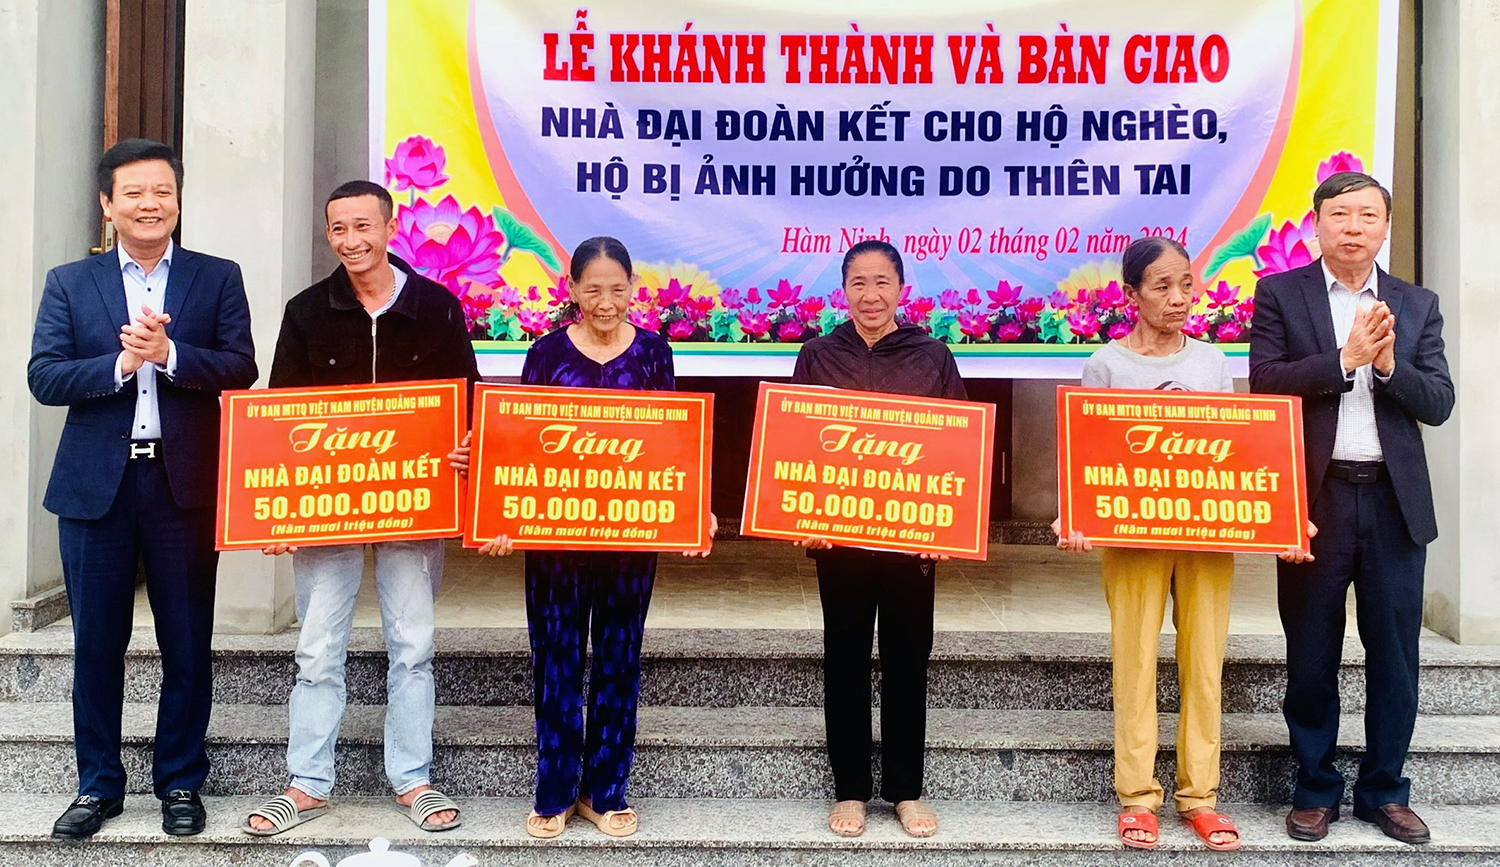 LỄ KHÁNH THÀNH VÀ BÀN GIAO
NHÀ ĐẠI ĐOÀN KẾT CHO HỘ NGHÈO,
HỘ BỊ ẢNH HƯỞNG DO THIÊN TAI
Hàm Ninh, ngày 02 tháng 02 năm 2024
ỦY BAN MTTQ VIỆT NAM HUYỆN QUẢNG NINH
Tặng
NHÀ ĐẠI ĐOÀN KẾT
50.000.000Đ
(Năm mươi triệu đồng)
ỦY BAN MTTQ VIỆT NAM HUYỆN QUẢNG NINH
Tặng
NHÀ ĐẠI ĐOÀN KẾT
50.000.000Đ
(Năm mươi triệu đồng)
ỦY BAN MTTQ VIỆT NAM HUYỆN QUẢNG NINH
Tặng
NHÀ ĐẠI ĐOÀN KẾT
50.000.000Đ
(Năm mươi triệu đồng)
ỦY BAN MTTQ VIỆT NAM HUYỆN QUẢNG NINH
Tặng
NHÀ ĐẠI ĐOÀN KẾT
50.000.000Đ
(Năm mươi triệu đồng)